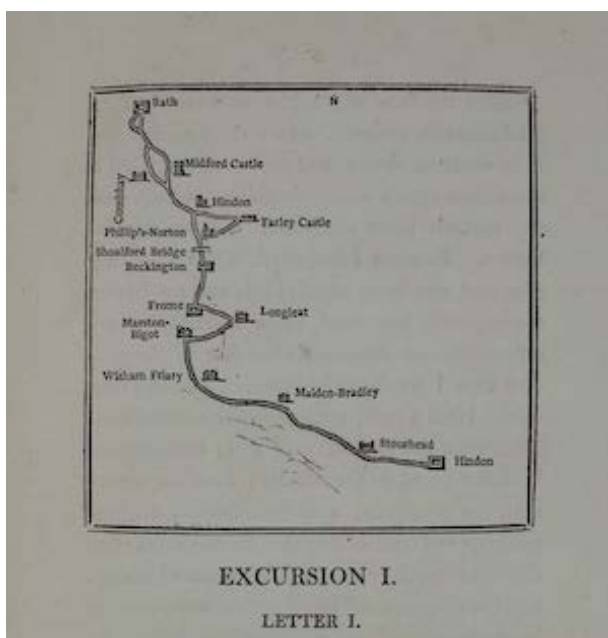 Bath
N
Midford Castle
Combhay
Hindon
Farley Castle
Phillip's-Norton
Shoalford Bridge
Beckington
Frome
Longleat
Marston-
Bigot
Witham Friary
Maiden-Bradley
Stourhead
Hindon
EXCURSION I.
LETTER I.